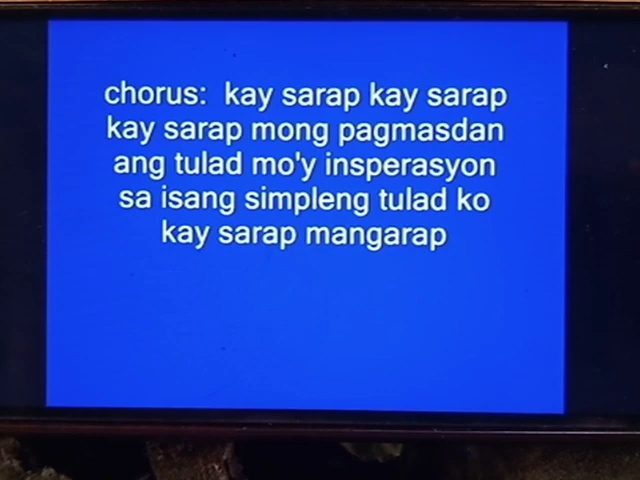 chorus:  kay sarap kay sarap
kay sarap mong pagmasdan
ang tulad mo'y insperasyon
sa isang simpleng tulad ko
kay sarap mangarap